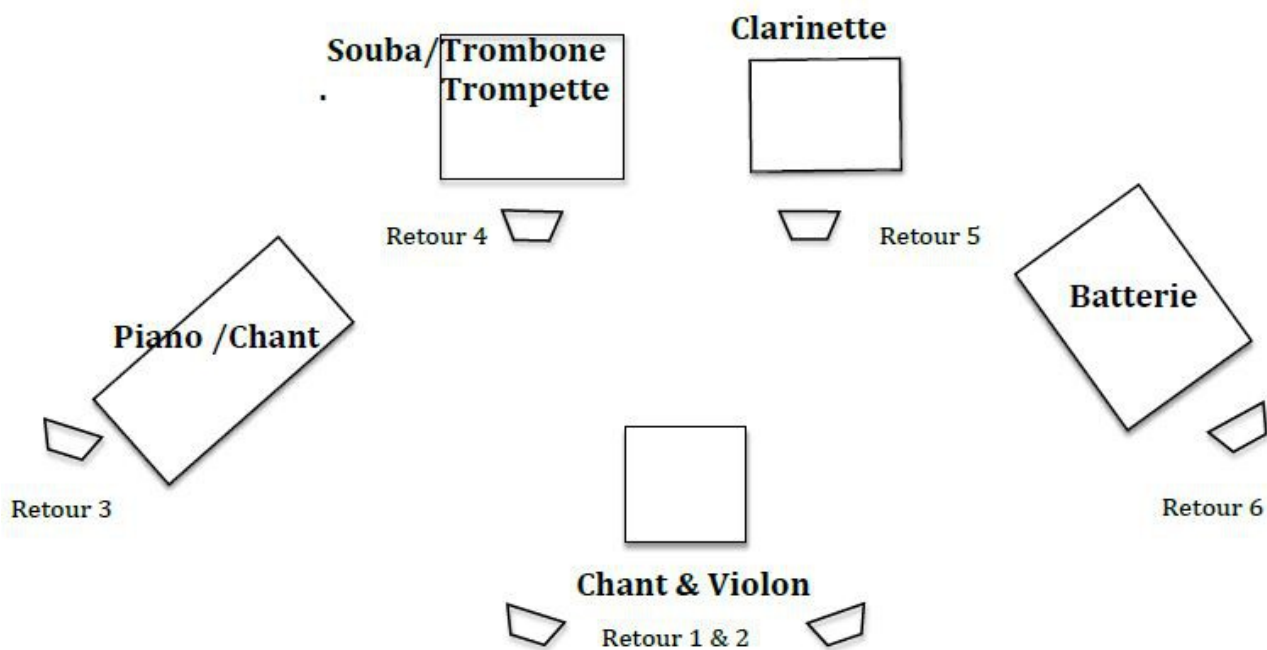 Clarinette
Souba/Trombone
Trompette
.
Retour 4
Retour 5
Batterie
Piano /Chant
Retour 3
Retour 6
Chant & Violon
Retour 1 & 2